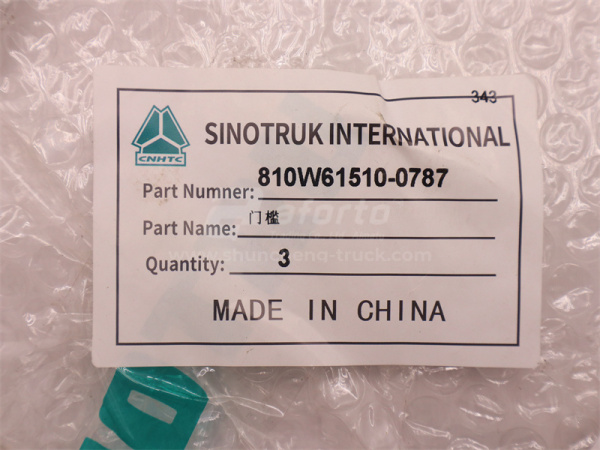 343
SINOTRUK INTERNATIONAL
CNHTC
Part Numner: 810W61510-0787
Part Name: 门槛
Quantity: 3
MADE IN CHINA